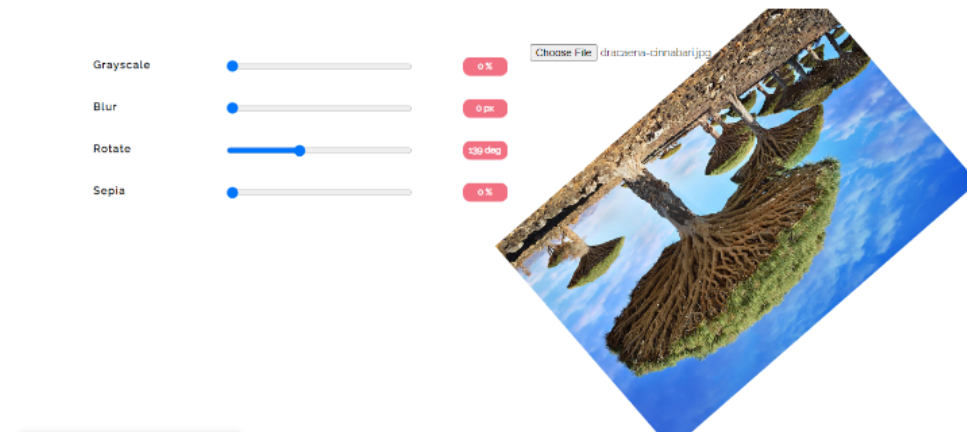 Grayscale
0 %
Choose File dracaena-cinnabari.jpg
Blur
0 px
Rotate
139 deg
Sepia
0 %